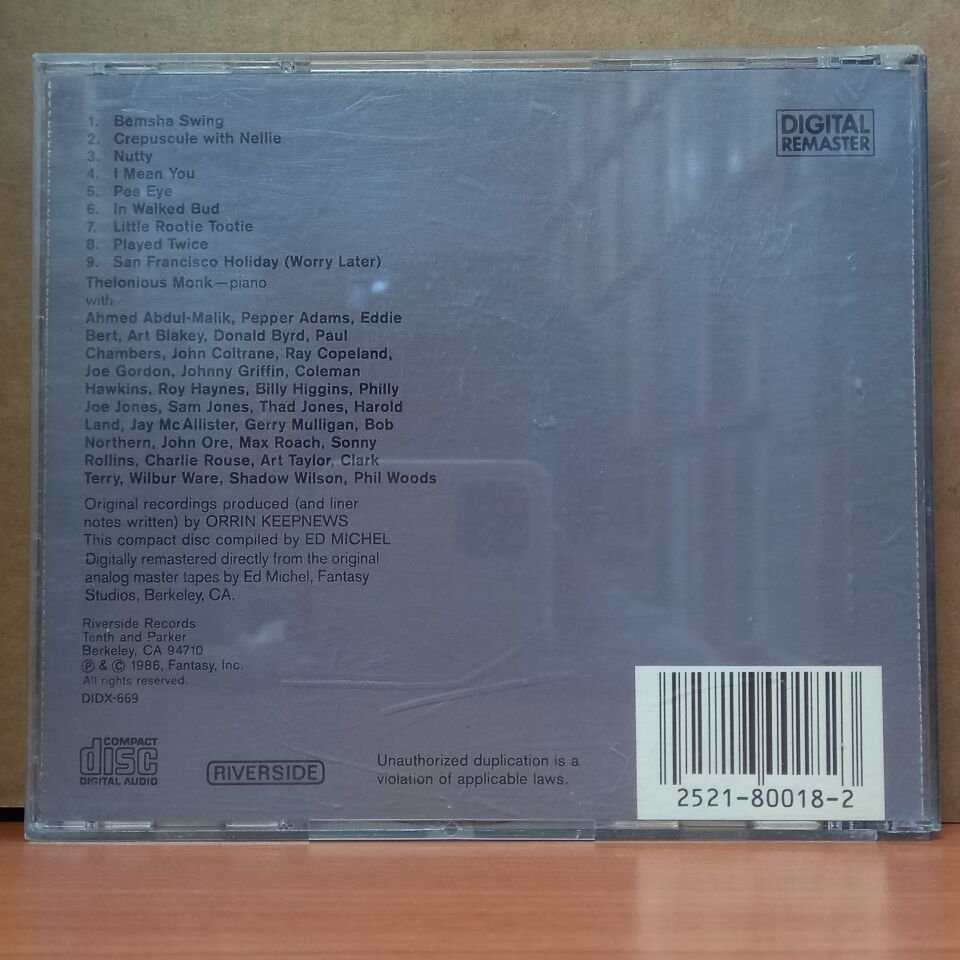 1. Bemsha Swing
2. Crepuscule with Nellie
3. Nutty
4. I Mean You
5. Pea Eye
6. In Walked Bud
7. Little Rootie Tootie
8. Played Twice
9. San Francisco Holiday (Worry Later)
DIGITAL
REMASTER
Thelonious Monk—piano
with
Ahmed Abdul-Malik, Pepper Adams, Eddie
Bert, Art Blakey, Donald Byrd, Paul
Chambers, John Coltrane, Ray Copeland,
Joe Gordon, Johnny Griffin, Coleman
Hawkins, Roy Haynes, Billy Higgins, Philly
Joe Jones, Sam Jones, Thad Jones, Harold
Land, Jay McAllister, Gerry Mulligan, Bob
Northern, John Ore, Max Roach, Sonny
Rollins, Charlie Rouse, Art Taylor, Clark
Terry, Wilbur Ware, Shadow Wilson, Phil Woods
Original recordings produced (and liner
notes written) by ORRIN KEEPNEWS
This compact disc compiled by ED MICHEL
Digitally remastered directly from the original
analog master tapes by Ed Michel, Fantasy
Studios, Berkeley, CA.
Riverside Records
Tenth and Parker
Berkeley, CA 94710
℗ & © 1986, Fantasy, Inc.
All rights reserved.
DIDX-669
COMPACT
disc
DIGITAL AUDIO
RIVERSIDE
Unauthorized duplication is a
violation of applicable laws.
2521-80018-2